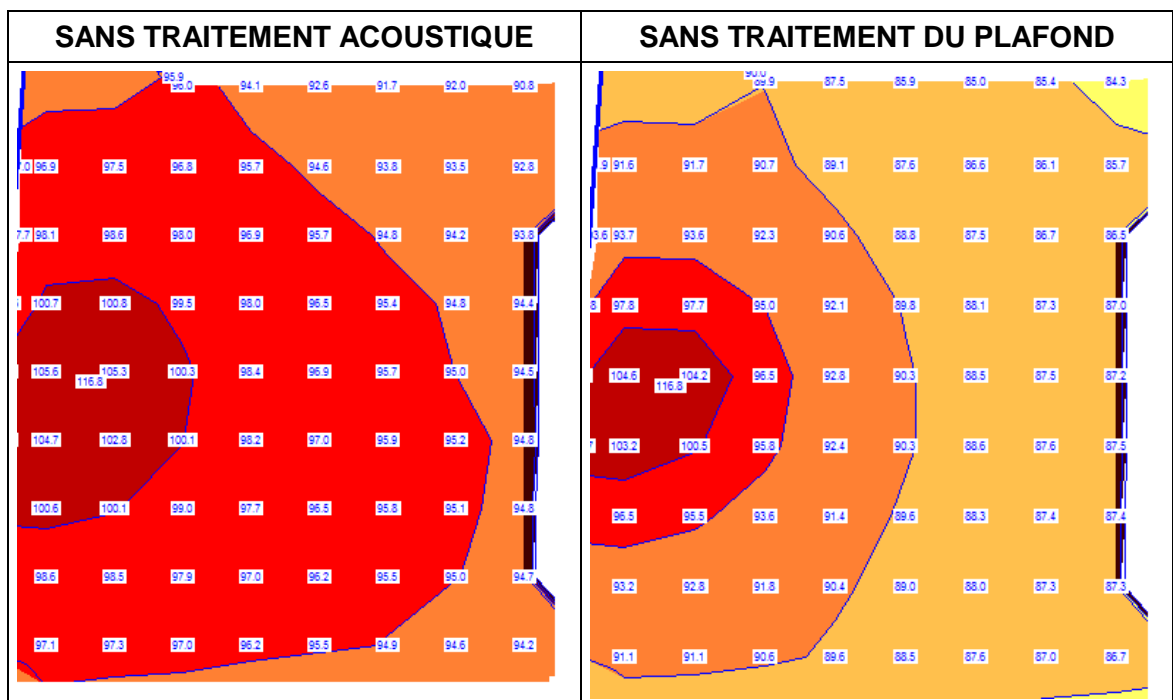 SANS TRAITEMENT ACOUSTIQUE
95.9
96.0 94.1 92.6 91.7 92.0 90.8
7.0 96.9 97.5 96.8 95.7 94.6 93.8 93.5 92.8
7.7 98.1 98.6 98.0 96.9 95.7 94.8 94.2 93.8
100.7 100.8 99.5 98.0 96.5 95.4 94.8 94.4
105.6 105.3 100.3 98.4 96.9 95.7 95.0 94.5
116.8
104.7 102.8 100.1 98.2 97.0 95.9 95.2 94.8
100.6 100.1 99.0 97.7 96.5 95.8 95.1 94.8
98.6 98.5 97.9 97.0 96.2 95.5 95.0 94.7
97.1 97.3 97.0 96.2 95.5 94.9 94.6 94.2
SANS TRAITEMENT DU PLAFOND
90.0
89.9 87.5 85.9 85.0 85.4 84.3
.9 91.6 91.7 90.7 89.1 87.6 86.6 86.1 85.7
93.6 93.7 93.6 92.3 90.6 88.8 87.5 86.7 86.5
8 97.8 97.7 95.0 92.1 89.8 88.1 87.3 87.0
104.6 104.2 96.5 92.8 90.3 88.5 87.5 87.2
116.8
103.2 100.5 95.8 92.4 90.3 88.6 87.6 87.5
96.5 95.5 93.6 91.4 89.6 88.3 87.4 87.4
93.2 92.8 91.8 90.4 89.0 88.0 87.3 87.3
91.1 91.1 90.6 89.6 88.5 87.6 87.0 86.7